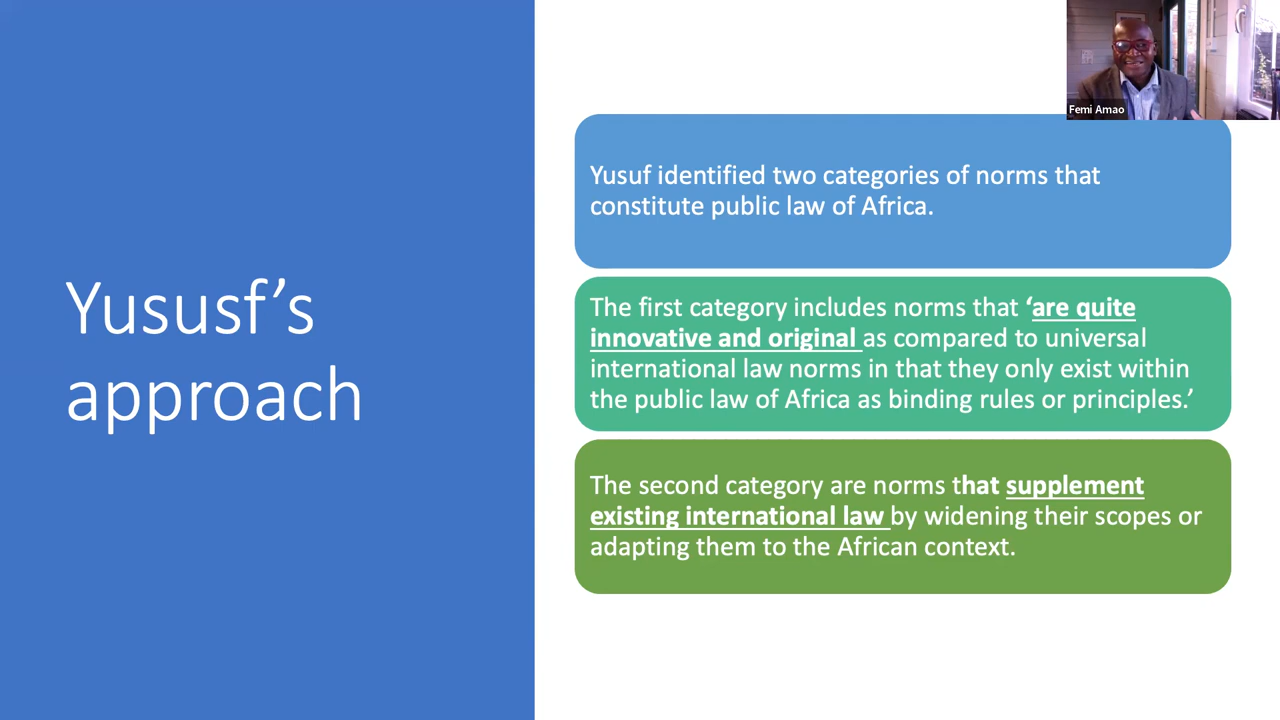 Femi Amao
Yususf’s
approach
Yusuf identified two categories of norms that
constitute public law of Africa.
The first category includes norms that ‘are quite
innovative and original as compared to universal
international law norms in that they only exist within
the public law of Africa as binding rules or principles.’
The second category are norms that supplement
existing international law by widening their scopes or
adapting them to the African context.